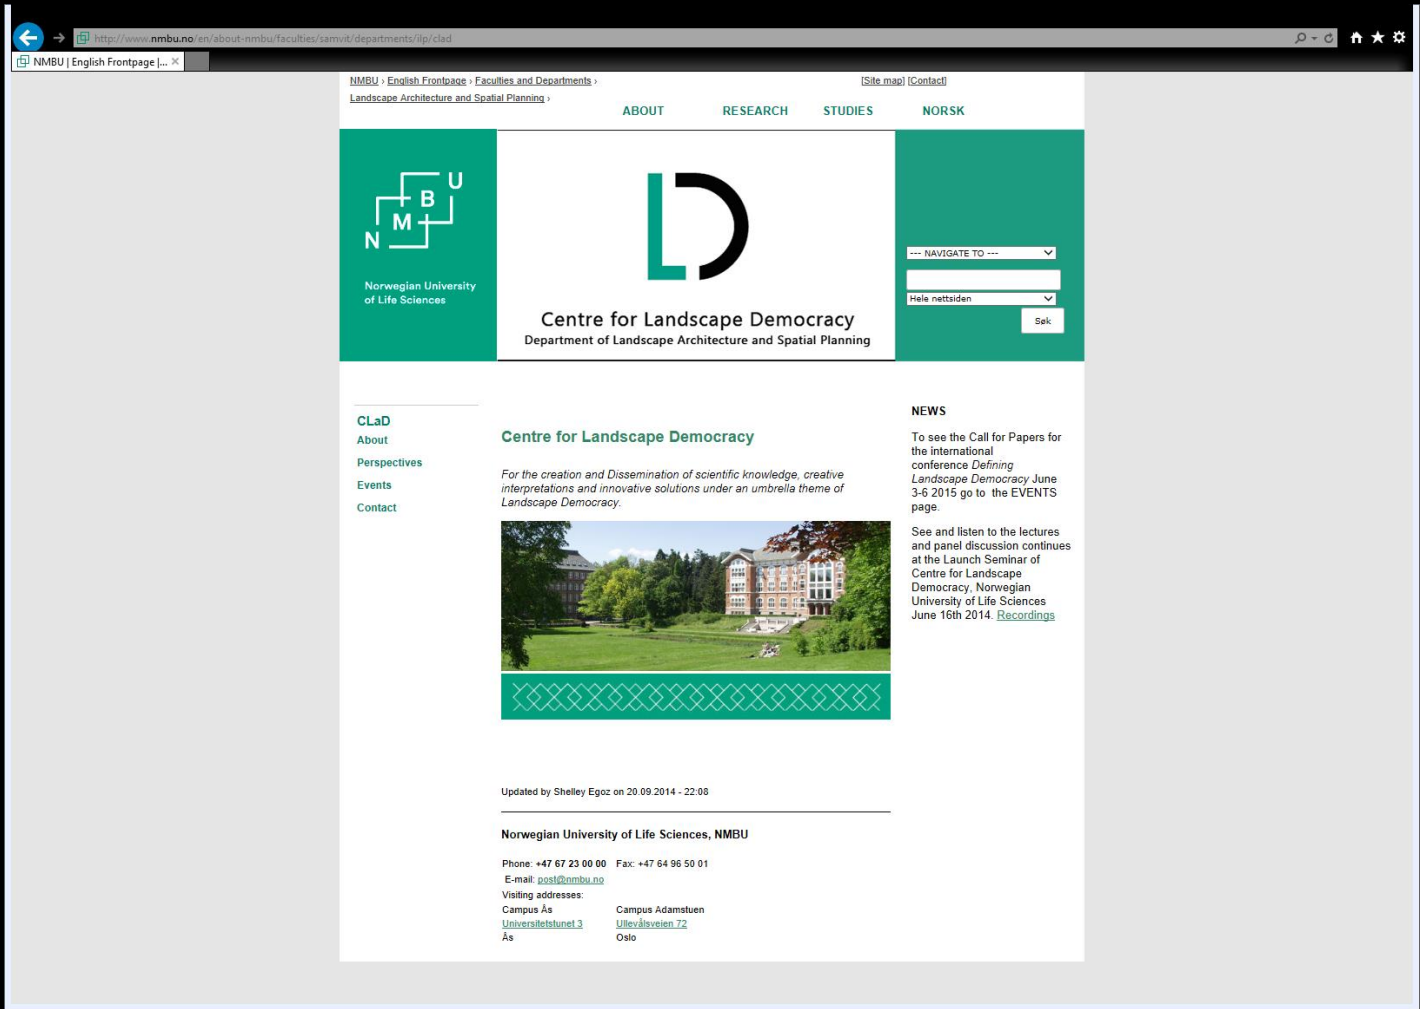 http://www.nmbu.no/en/about-nmbu/faculties/samvit/departments/ilp/clad
NMBU | English Frontpage |...
NMBU › English Frontpage › Faculties and Departments ›
Landscape Architecture and Spatial Planning ›
[Site map] [Contact]
ABOUT RESEARCH STUDIES NORSK
N M B U
Norwegian University
of Life Sciences
LD
Centre for Landscape Democracy
Department of Landscape Architecture and Spatial Planning
--- NAVIGATE TO ---
Hele nettsiden
Søk
CLaD
About
Perspectives
Events
Contact
Centre for Landscape Democracy
For the creation and Dissemination of scientific knowledge, creative
interpretations and innovative solutions under an umbrella theme of
Landscape Democracy.
NEWS
To see the Call for Papers for
the international
conference Defining
Landscape Democracy June
3-6 2015 go to the EVENTS
page.
See and listen to the lectures
and panel discussion continues
at the Launch Seminar of
Centre for Landscape
Democracy, Norwegian
University of Life Sciences
June 16th 2014. Recordings
Updated by Shelley Egoz on 20.09.2014 - 22:08
Norwegian University of Life Sciences, NMBU
Phone: +47 67 23 00 00 Fax: +47 64 96 50 01
E-mail: post@nmbu.no
Visiting addresses:
Campus Ås Campus Adamstuen
Universitetstunet 3 Ullevålsveien 72
Ås Oslo